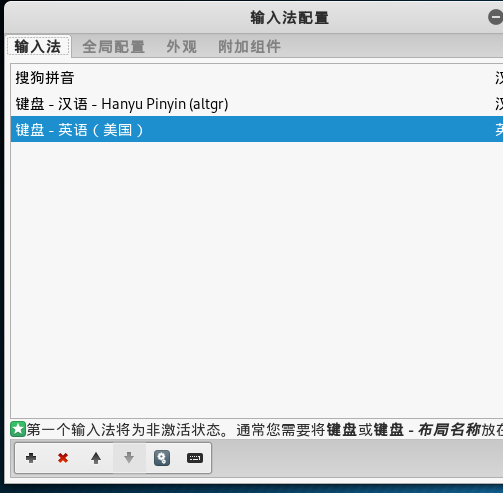 输入法配置
输入法 全局配置 外观 附加组件
搜狗拼音
键盘 - 汉语 - Hanyu Pinyin (altgr)
键盘 - 英语（美国）
第一个输入法将为非激活状态。通常您需要将键盘或键盘 - 布局名称放在